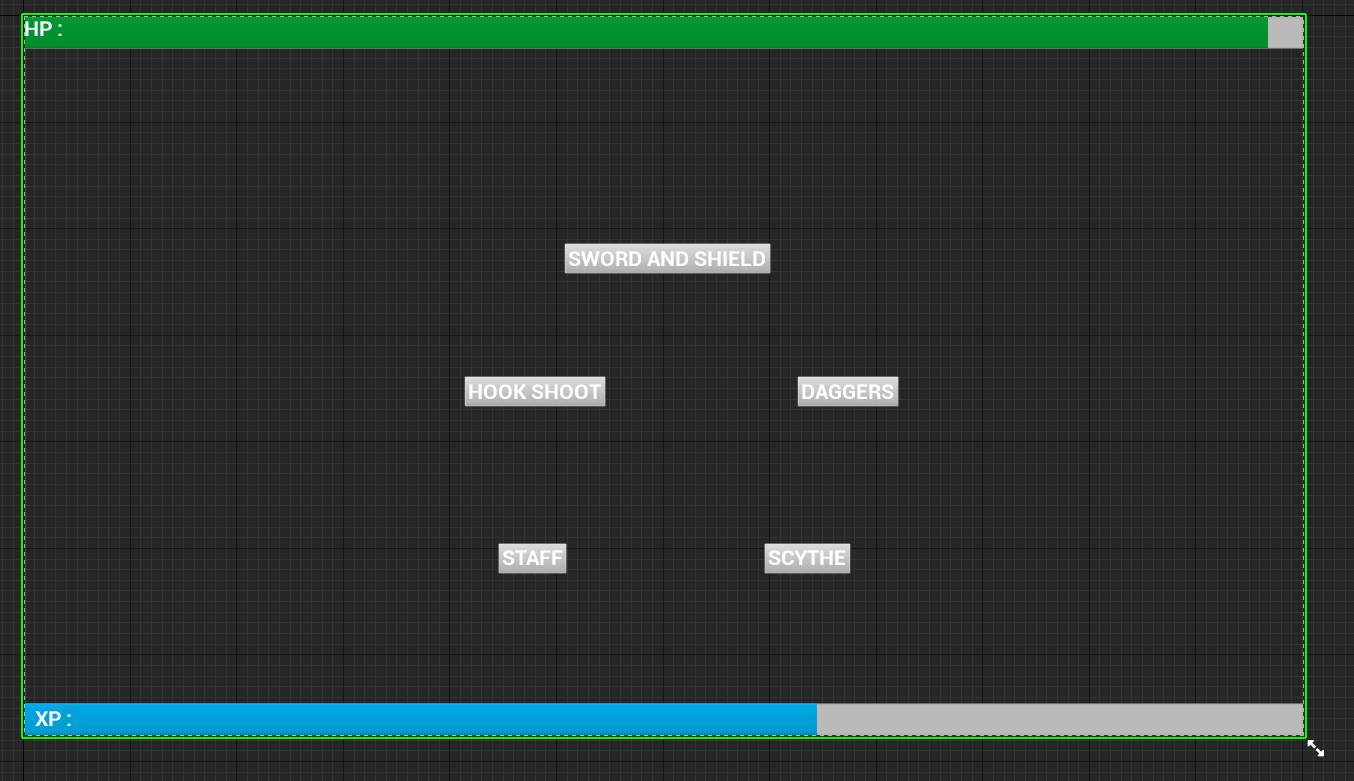 HP :
SWORD AND SHIELD
HOOK SHOOT
DAGGERS
STAFF
SCYTHE
XP :